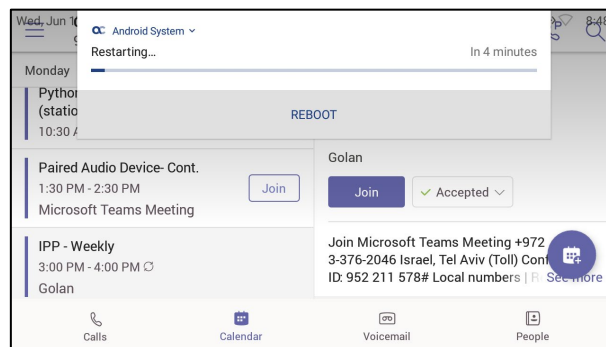 Wed, Jun 1
8:48
Android System
Restarting...
In 4 minutes
REBOOT
Monday
(statio
10:30
Paired Audio Device- Cont.
1:30 PM - 2:30 PM
Join
Microsoft Teams Meeting
IPP - Weekly
3:00 PM - 4:00 PM
Golan
Golan
Join
Accepted
Join Microsoft Teams Meeting +972
3-376-2046 Israel, Tel Aviv (Toll) Conf
ID: 952 211 578# Local numbers | R
See more
Calls
Calendar
Voicemail
People